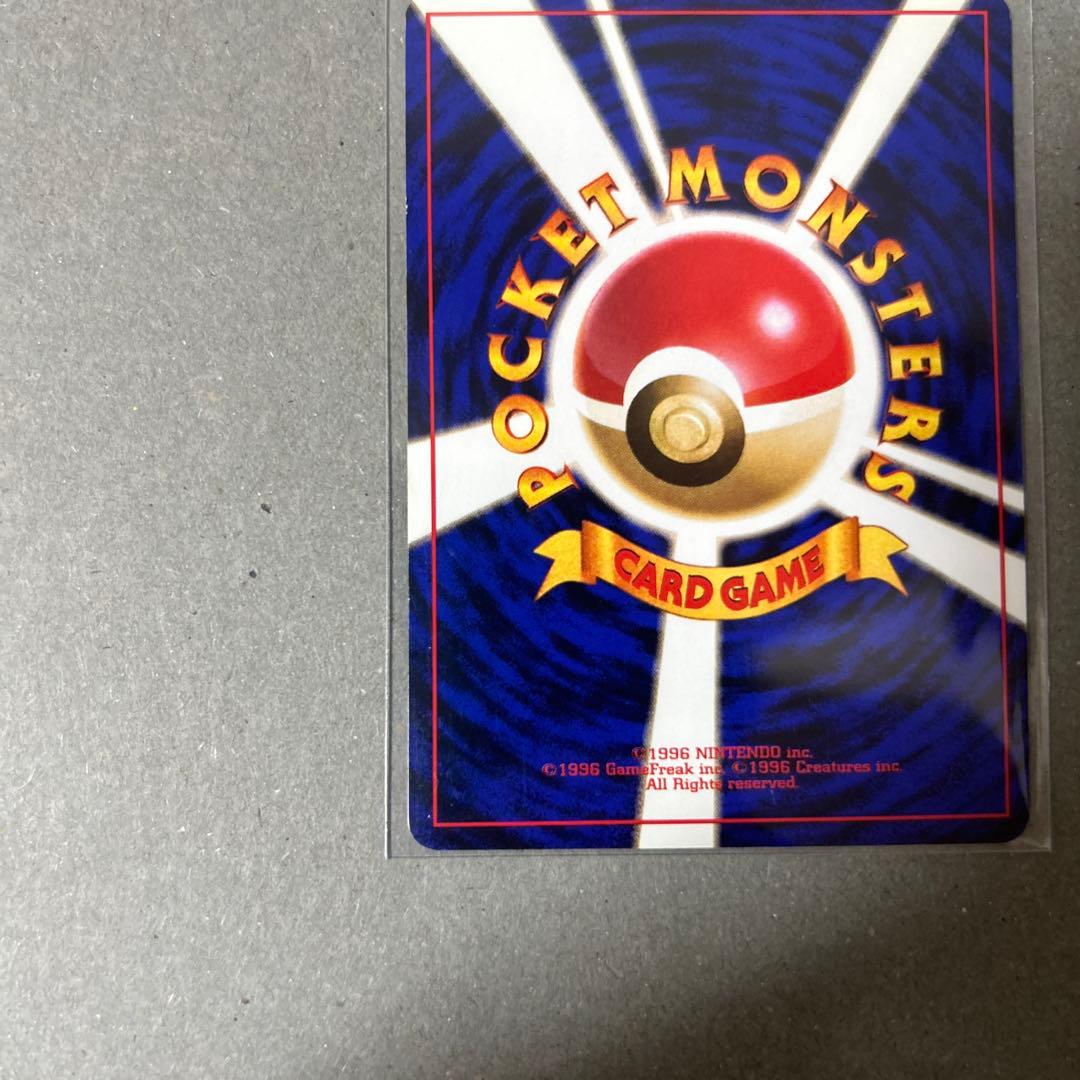 POCKET MONSTERS
CARD GAME
©1996 NINTENDO inc.
©1996 GameFreak inc. ©1996 Creatures inc.
All Rights reserved.